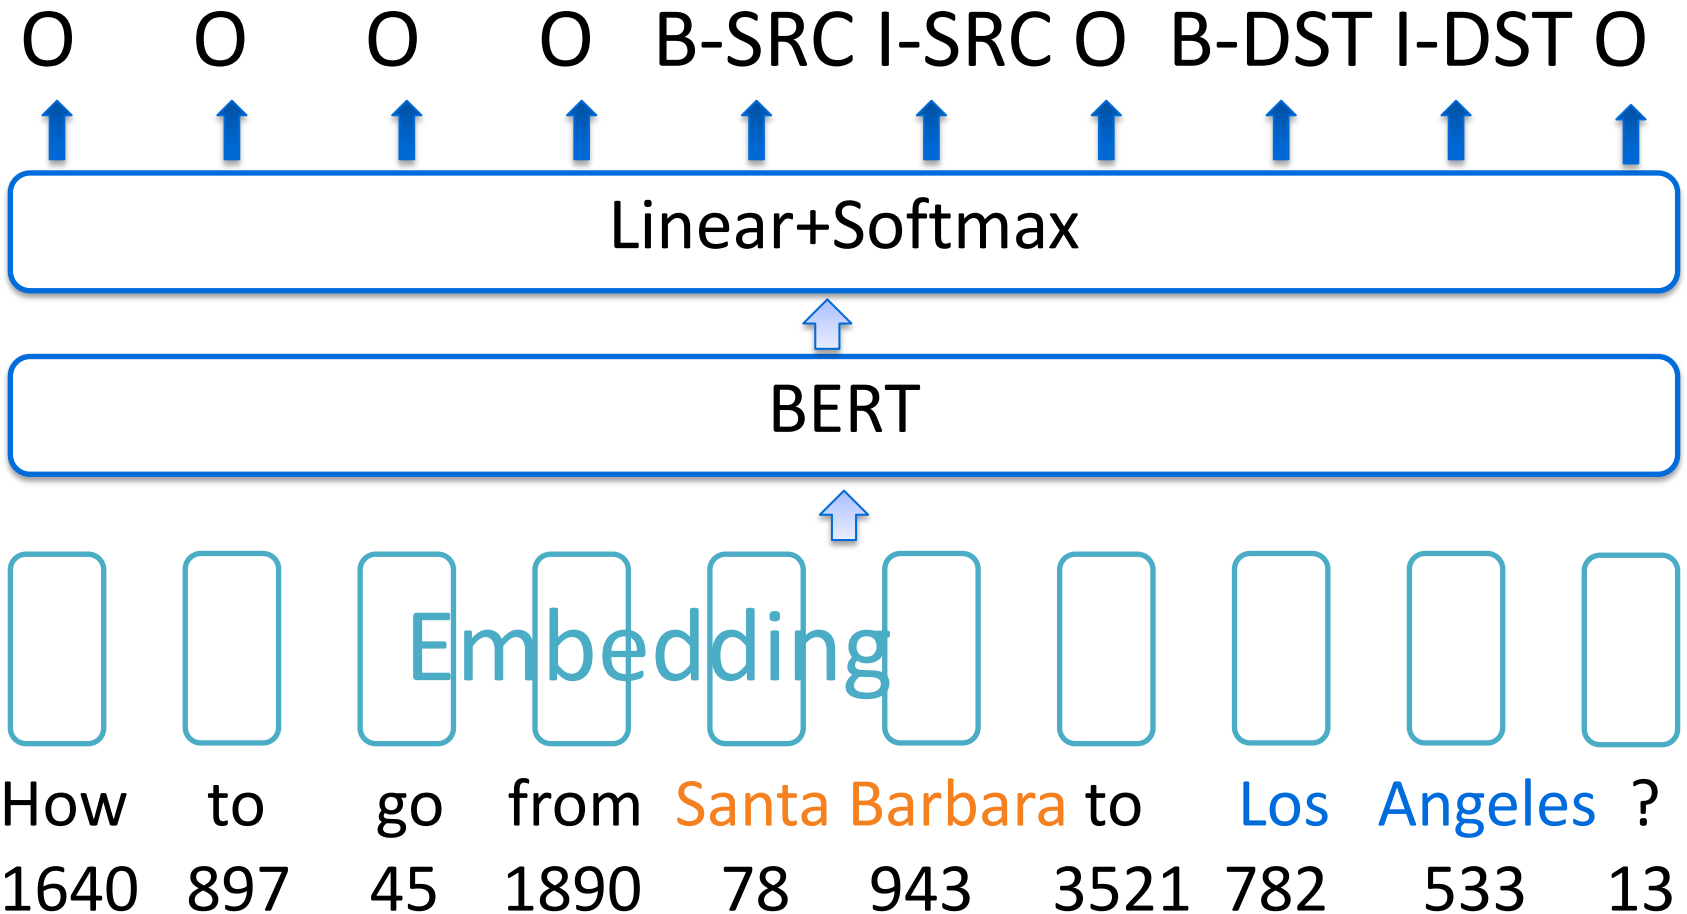 O O O O B-SRC I-SRC O B-DST I-DST O
Linear+Softmax
BERT
Embedding
How to go from Santa Barbara to Los Angeles ?
1640 897 45 1890 78 943 3521 782 533 13